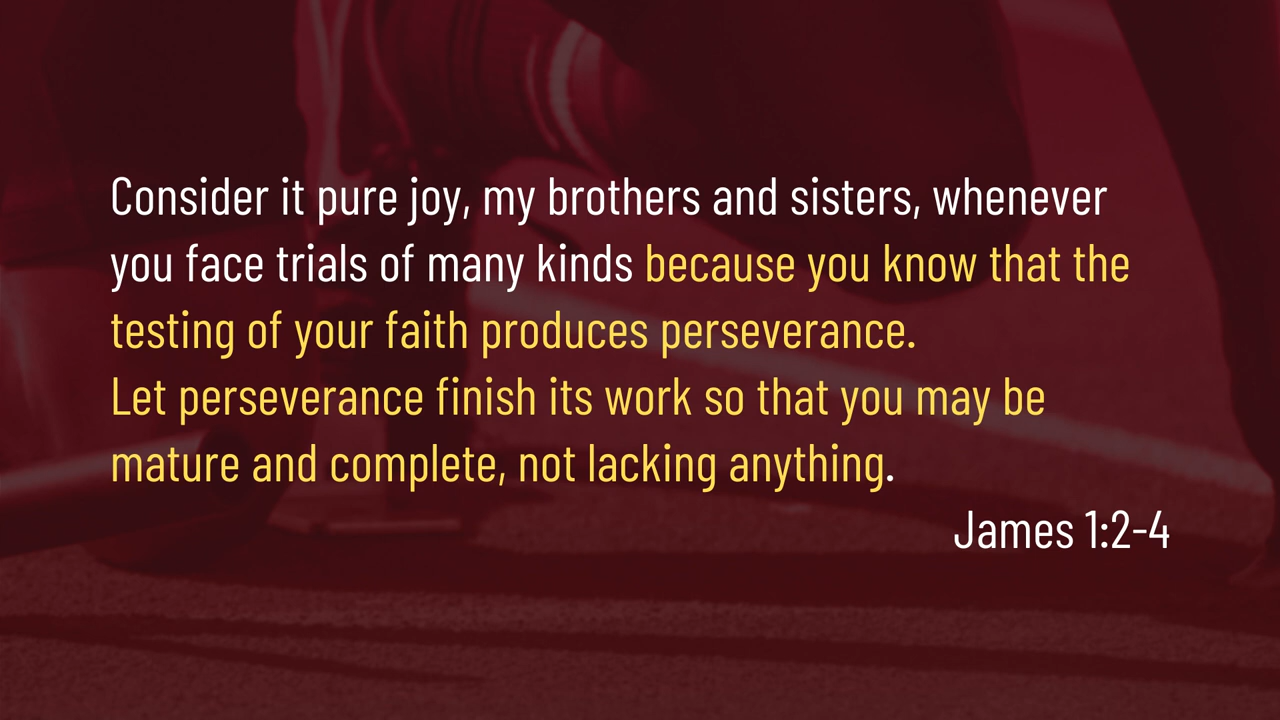 Consider it pure joy, my brothers and sisters, whenever
you face trials of many kinds because you know that the
testing of your faith produces perseverance.
Let perseverance finish its work so that you may be
mature and complete, not lacking anything.
James 1:2-4